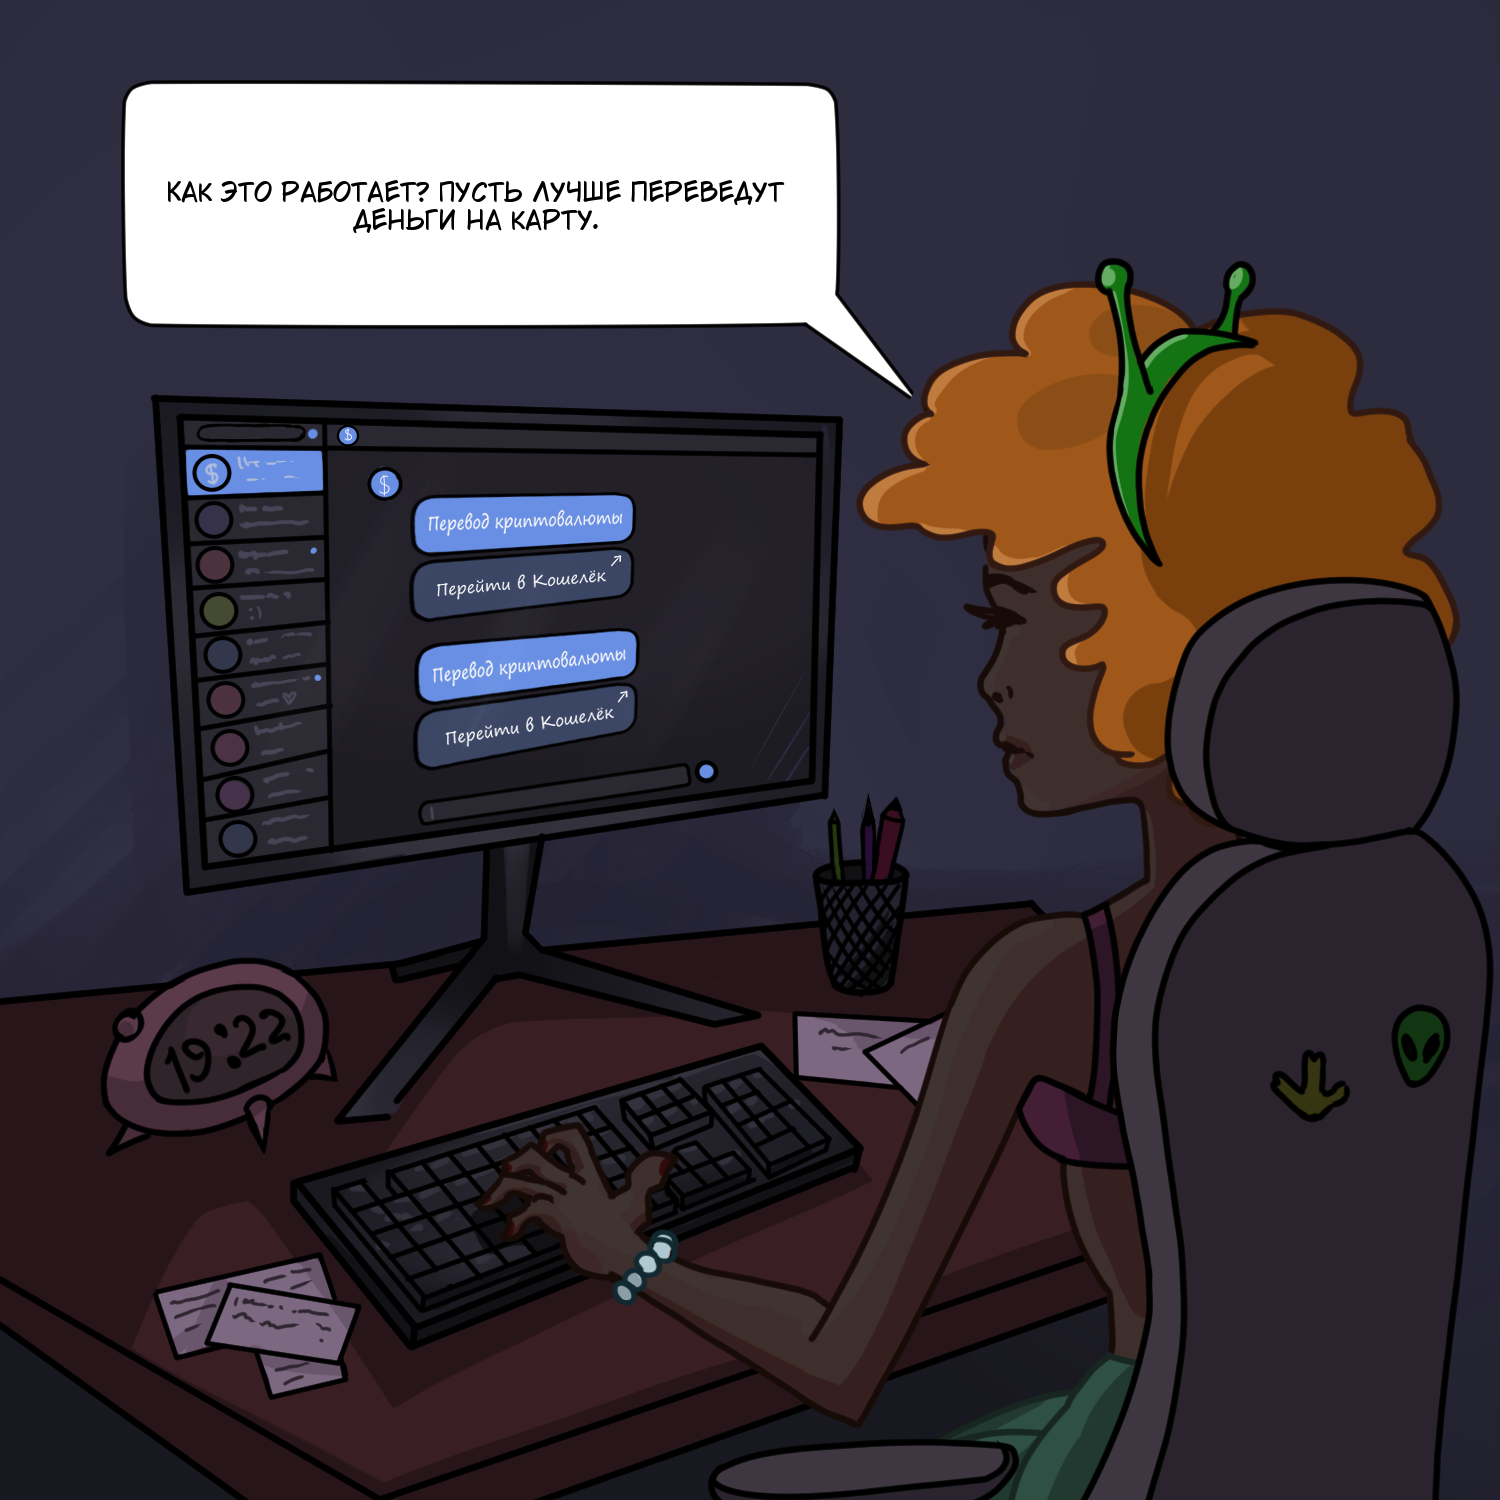 КАК ЭТО РАБОТАЕТ? ПУСТЬ ЛУЧШЕ ПЕРЕВЕДУТ
ДЕНЬГИ НА КАРТУ.
$
$
Перевод криптовалюты
Перейти в Кошелёк
:)
Перевод криптовалюты
Перейти в Кошелёк
19:22